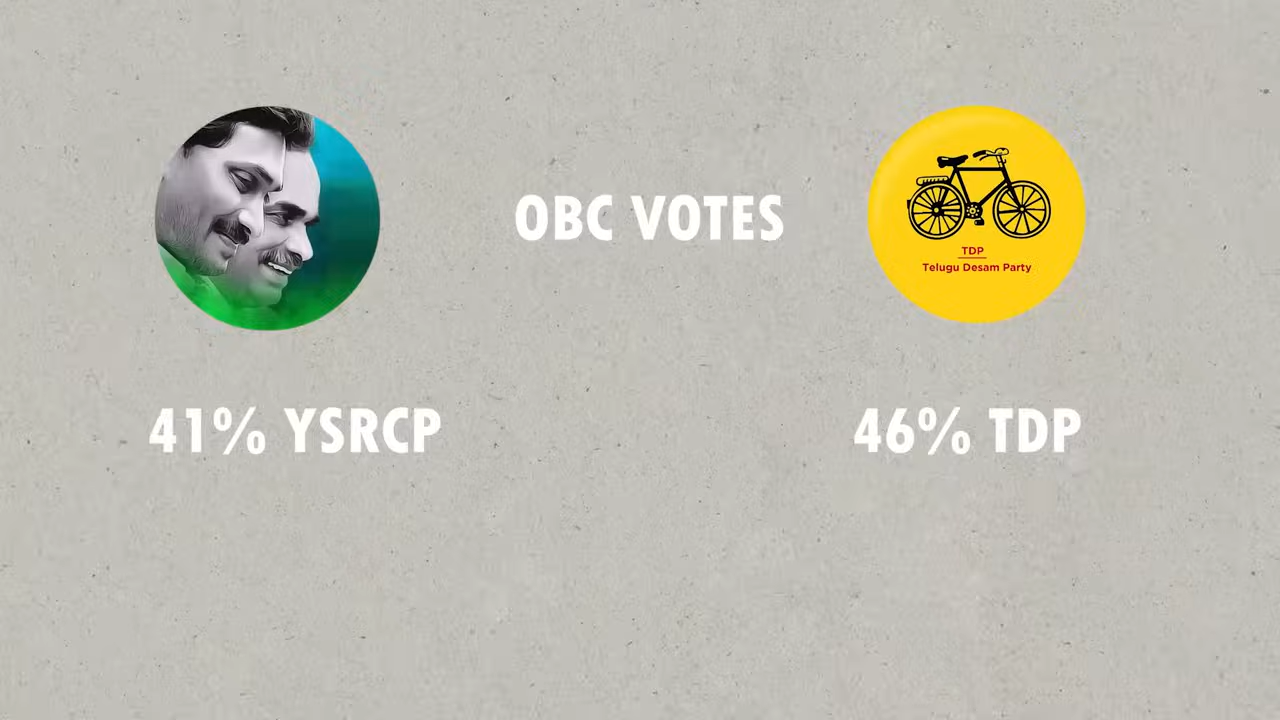 OBC VOTES
TDP
Telugu Desam Party
41% YSRCP
46% TDP